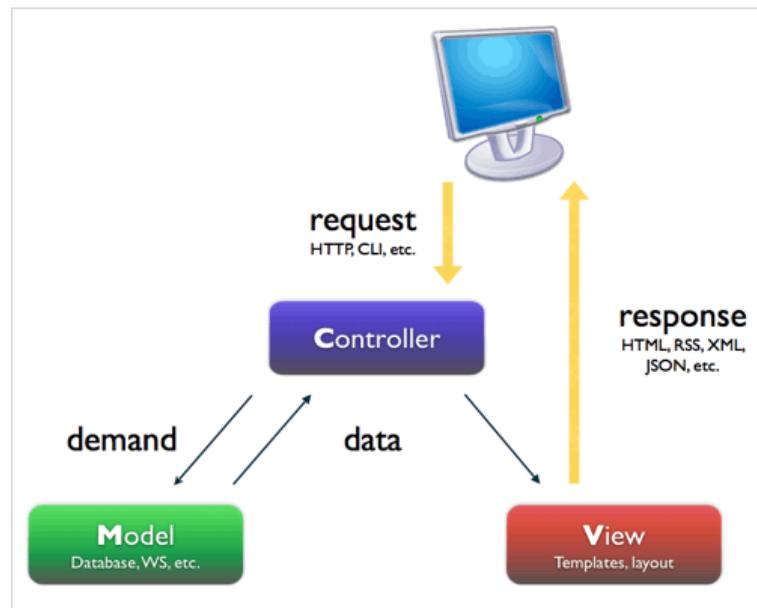 request
HTTP, CLI, etc.
Controller
response
HTML, RSS, XML,
JSON, etc.
demand
data
Model
Database, WS, etc.
View
Templates, layout